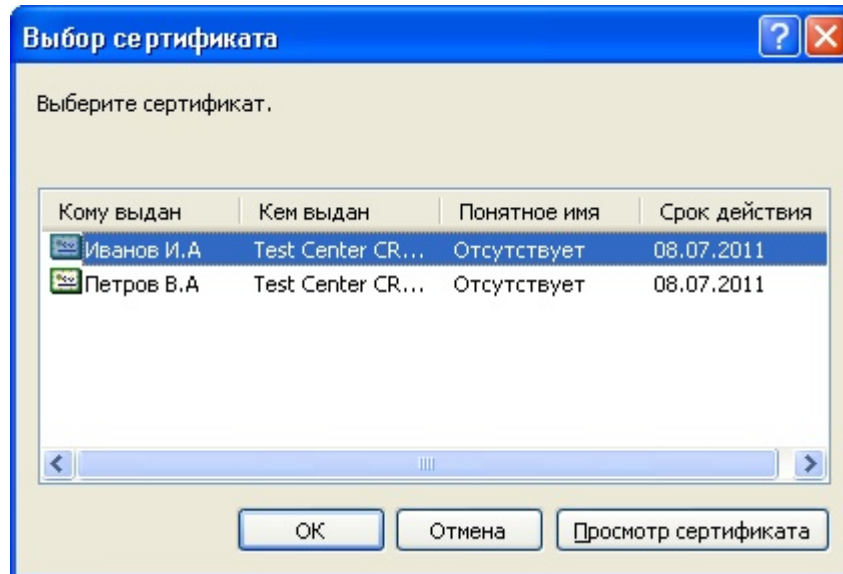 Выбор сертификата
Выберите сертификат.
Кому выдан Кем выдан Понятное имя Срок действия
Иванов И.А Test Center CR... Отсутствует 08.07.2011
Петров В.А Test Center CR... Отсутствует 08.07.2011
ОК Отмена Просмотр сертификата